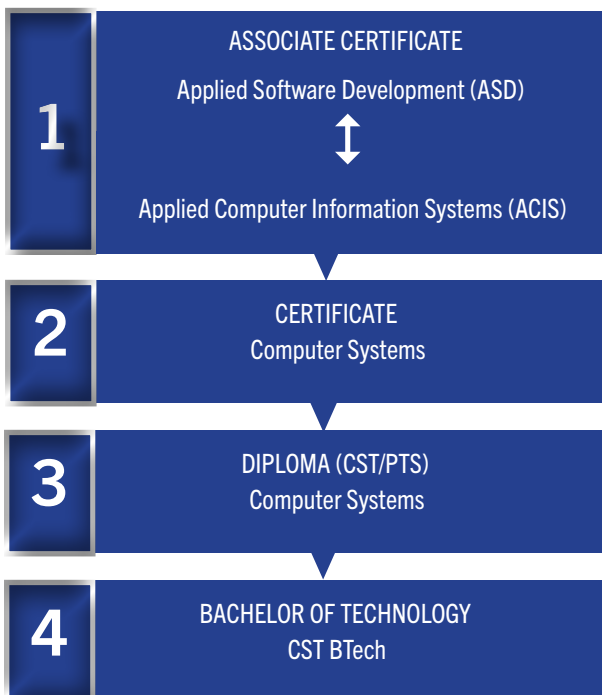 1
ASSOCIATE CERTIFICATE
Applied Software Development (ASD)
Applied Computer Information Systems (ACIS)
2
CERTIFICATE
Computer Systems
3
DIPLOMA (CST/PTS)
Computer Systems
4
BACHELOR OF TECHNOLOGY
CST BTech